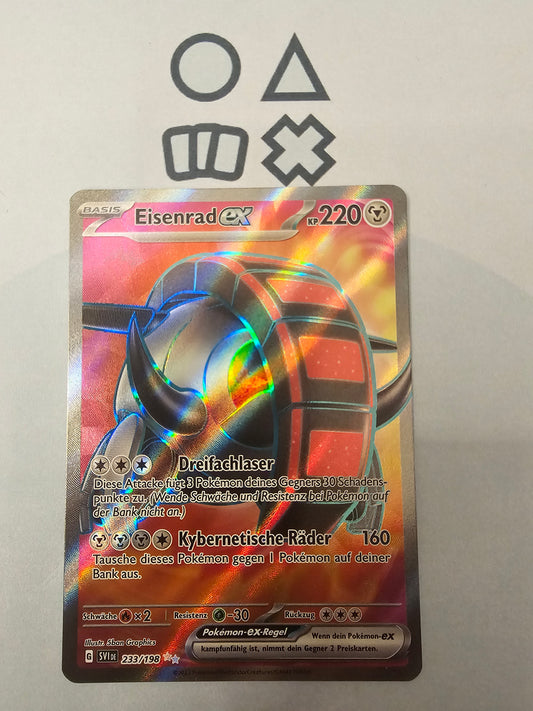 BASIS
Eisenrad ex
KP 220
Dreifachlaser
Diese Attacke fügt 3 Pokémon deines Gegners 30 Schadens-
punkte zu. (Wende Schwäche und Resistenz bei Pokémon auf
der Bank nicht an.)
Kybernetische Räder 160
Tausche dieses Pokémon gegen 1 Pokémon auf deiner
Bank aus.
Schwäche ×2 Resistenz -30 Rückzug
Illustr. 5ban Graphics
Pokémon-ex-Regel
Wenn dein Pokémon-ex
kampfunfähig ist, nimmt dein Gegner 2 Preiskarten.
G SVI DE 233/198